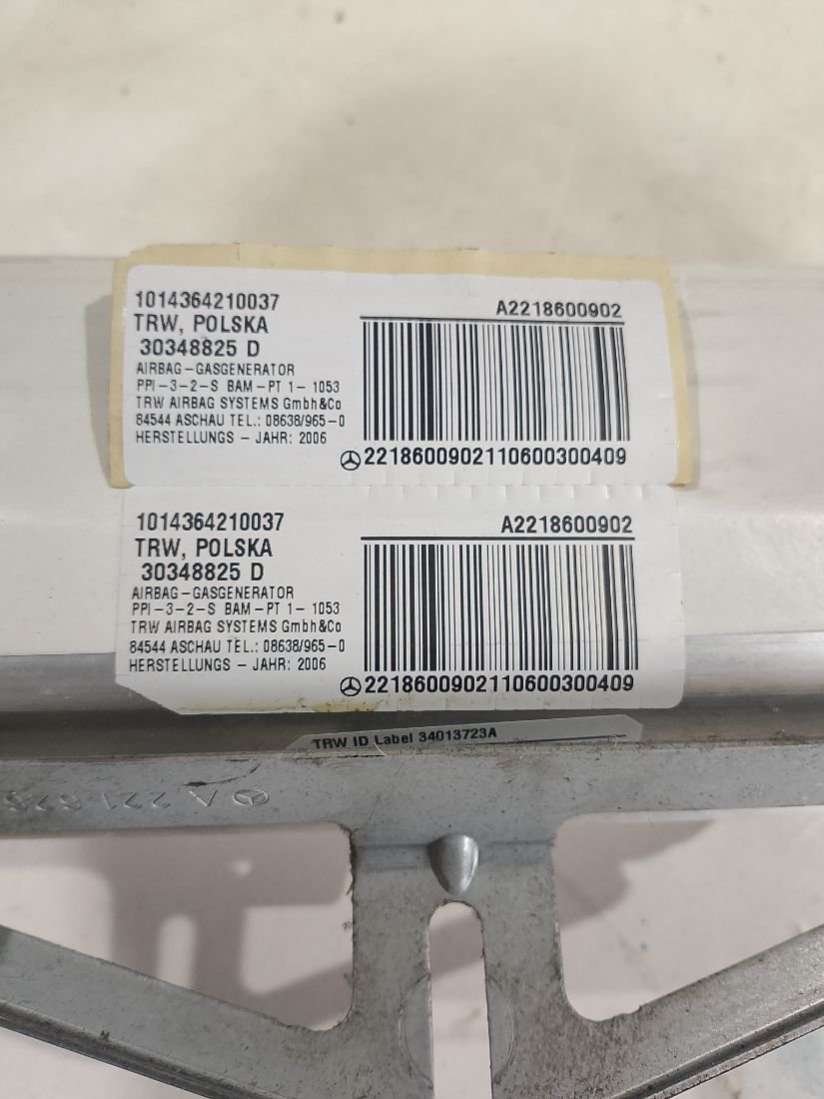 1014364210037
TRW, POLSKA
30348825 D
AIRBAG-GASGENERATOR
PPI-3-2-S BAM-PT 1- 1053
TRW AIRBAG SYSTEMS Gmbh&Co
84544 ASCHAU TEL.: 08638/965-0
HERSTELLUNGS - JAHR: 2006
A2218600902
2218600902110600300409
1014364210037
TRW, POLSKA
30348825 D
AIRBAG-GASGENERATOR
PPI-3-2-S BAM-PT 1- 1053
TRW AIRBAG SYSTEMS Gmbh&Co
84544 ASCHAU TEL.: 08638/965-0
HERSTELLUNGS - JAHR: 2006
A2218600902
2218600902110600300409
TRW ID Label 34013723A
A 221